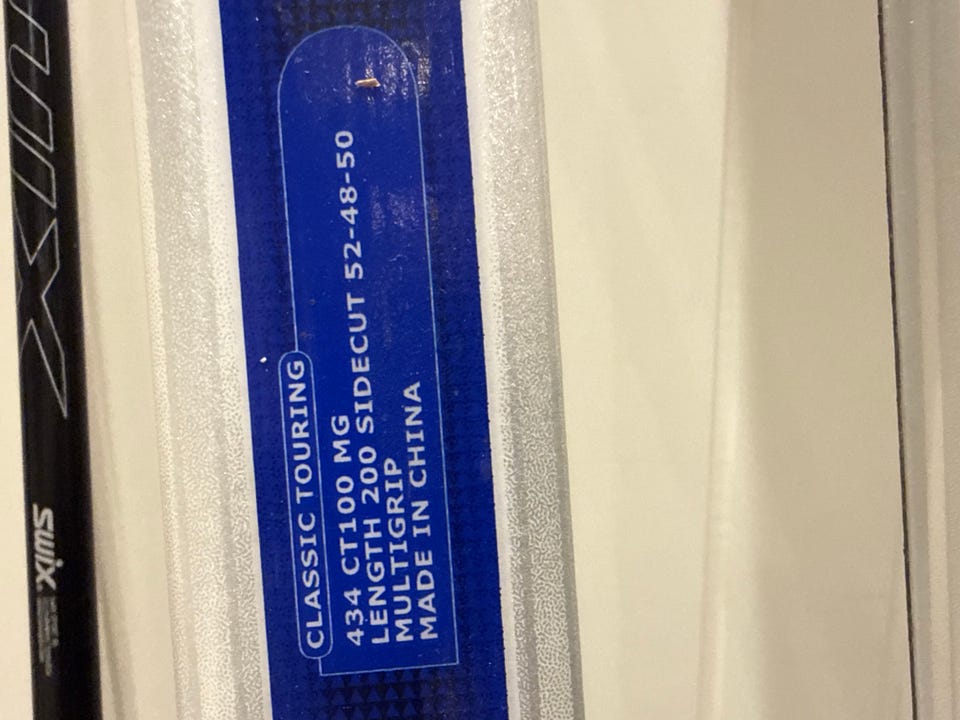 CLASSIC TOURING
434 CT100 MG
LENGTH 200 SIDECUT 52-48-50
MULTIGRIP
MADE IN CHINA
Swix